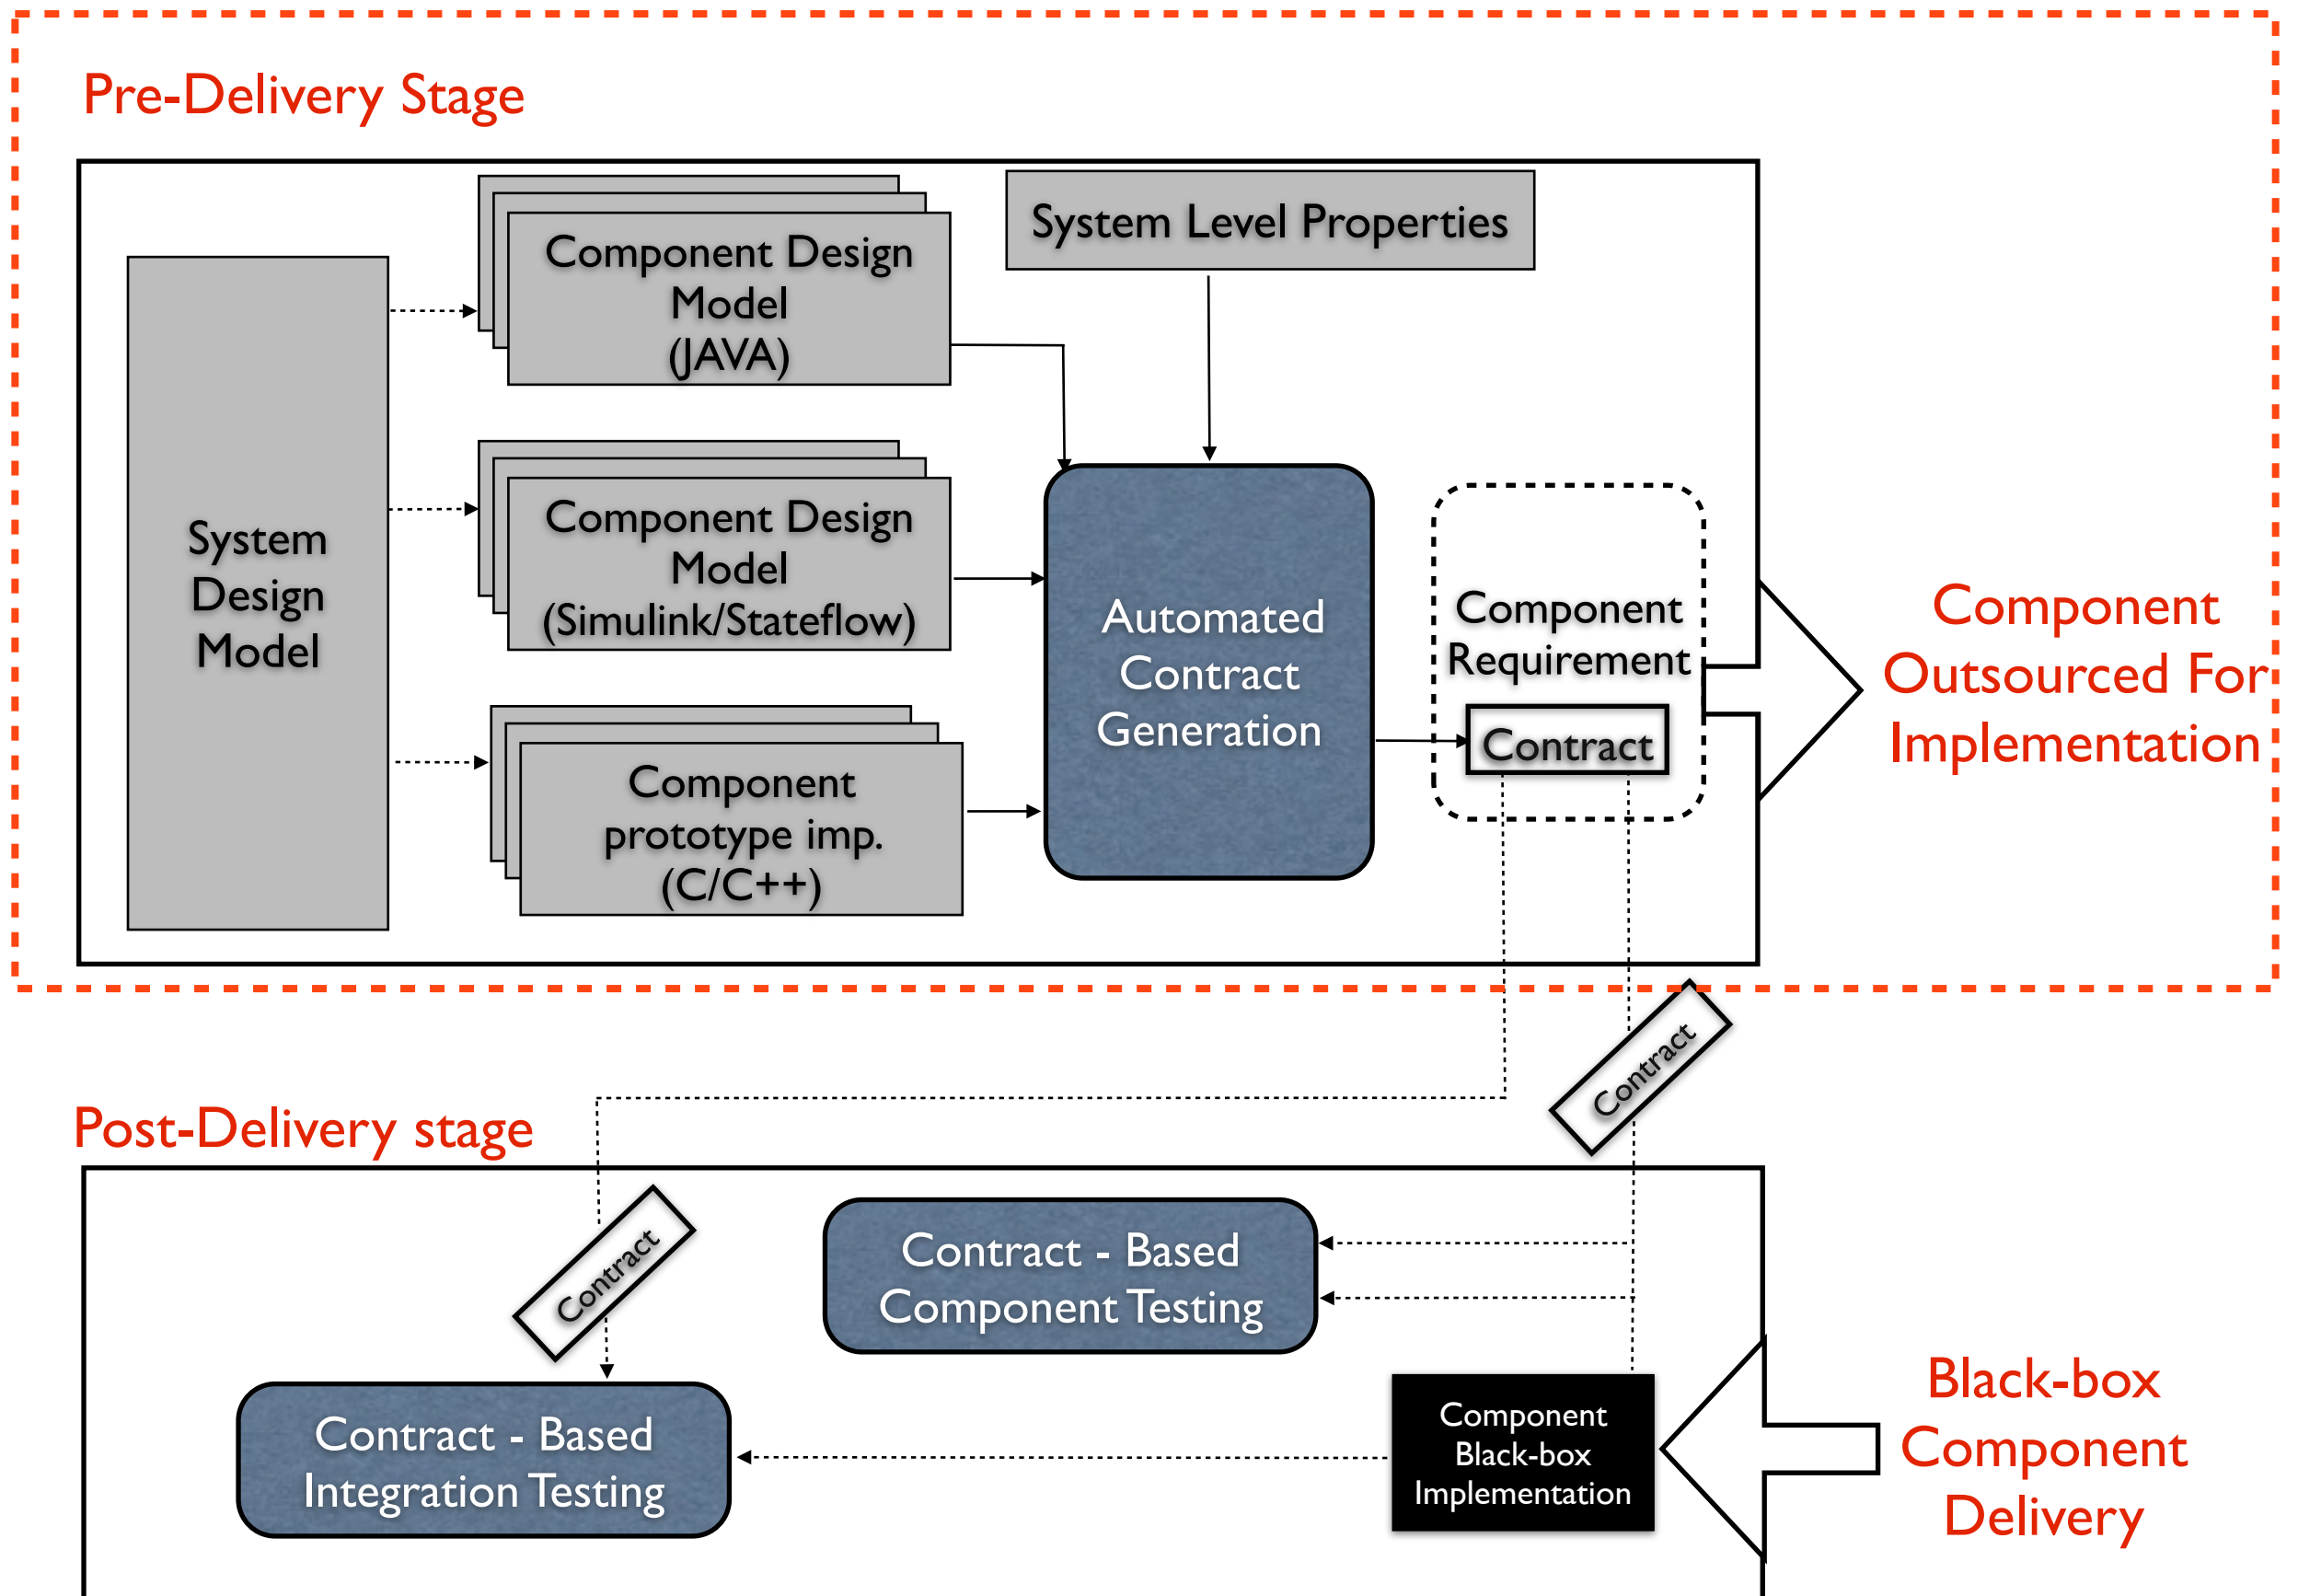 Pre-Delivery Stage
System Level Properties
Component Design
Model
(JAVA)
System
Design
Model
Component Design
Model
(Simulink/Stateflow)
Component
prototype imp.
(C/C++)
Automated
Contract
Generation
Component
Requirement
Contract
Component
Outsourced For
Implementation
Contract
Post-Delivery stage
Contract
Contract - Based
Component Testing
Contract - Based
Integration Testing
Component
Black-box
Implementation
Black-box
Component
Delivery